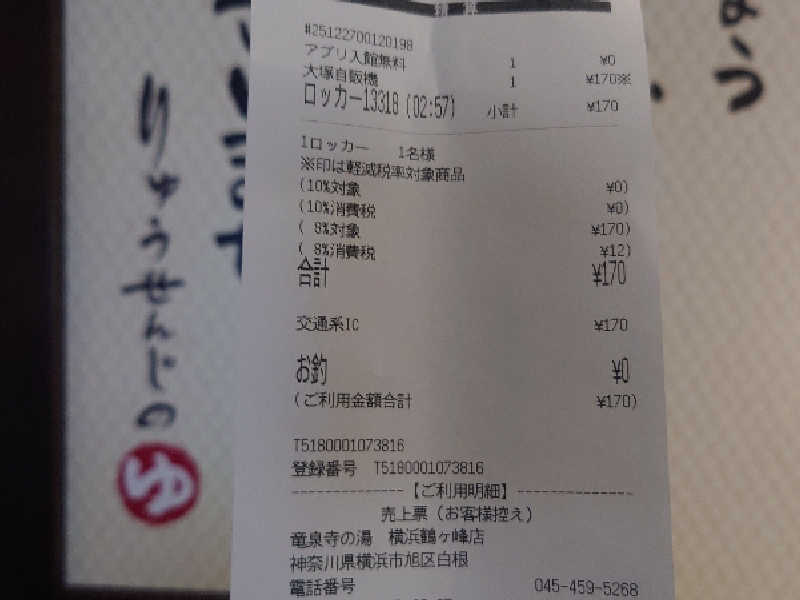 #25122700120198
アプリ入館無料 1 ¥0
大塚自販機 1 ¥170※
ロッカー13318 (02:57) 小計 ¥170
1ロッカー 1名様
※印は軽減税率対象商品
(10%対象 ¥0)
(10%消費税 ¥0)
( 8%対象 ¥170)
( 8%消費税 ¥12)
合計 ¥170
交通系IC ¥170
お釣 ¥0
(ご利用金額合計 ¥170)
T5180001073816
登録番号 T5180001073816
【ご利用明細】
売上票(お客様控え)
竜泉寺の湯 横浜鶴ヶ峰店
神奈川県横浜市旭区白根
電話番号 045-459-5268
りゅうせんじの
ゆ